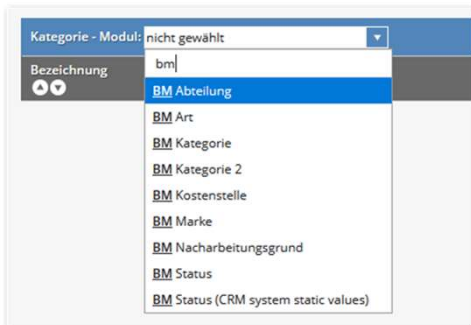 Kategorie - Modul: nicht gewählt
bm
Bezeichnung
BM Abteilung
BM Art
BM Kategorie
BM Kategorie 2
BM Kostenstelle
BM Marke
BM Nacharbeitungsgrund
BM Status
BM Status (CRM system static values)